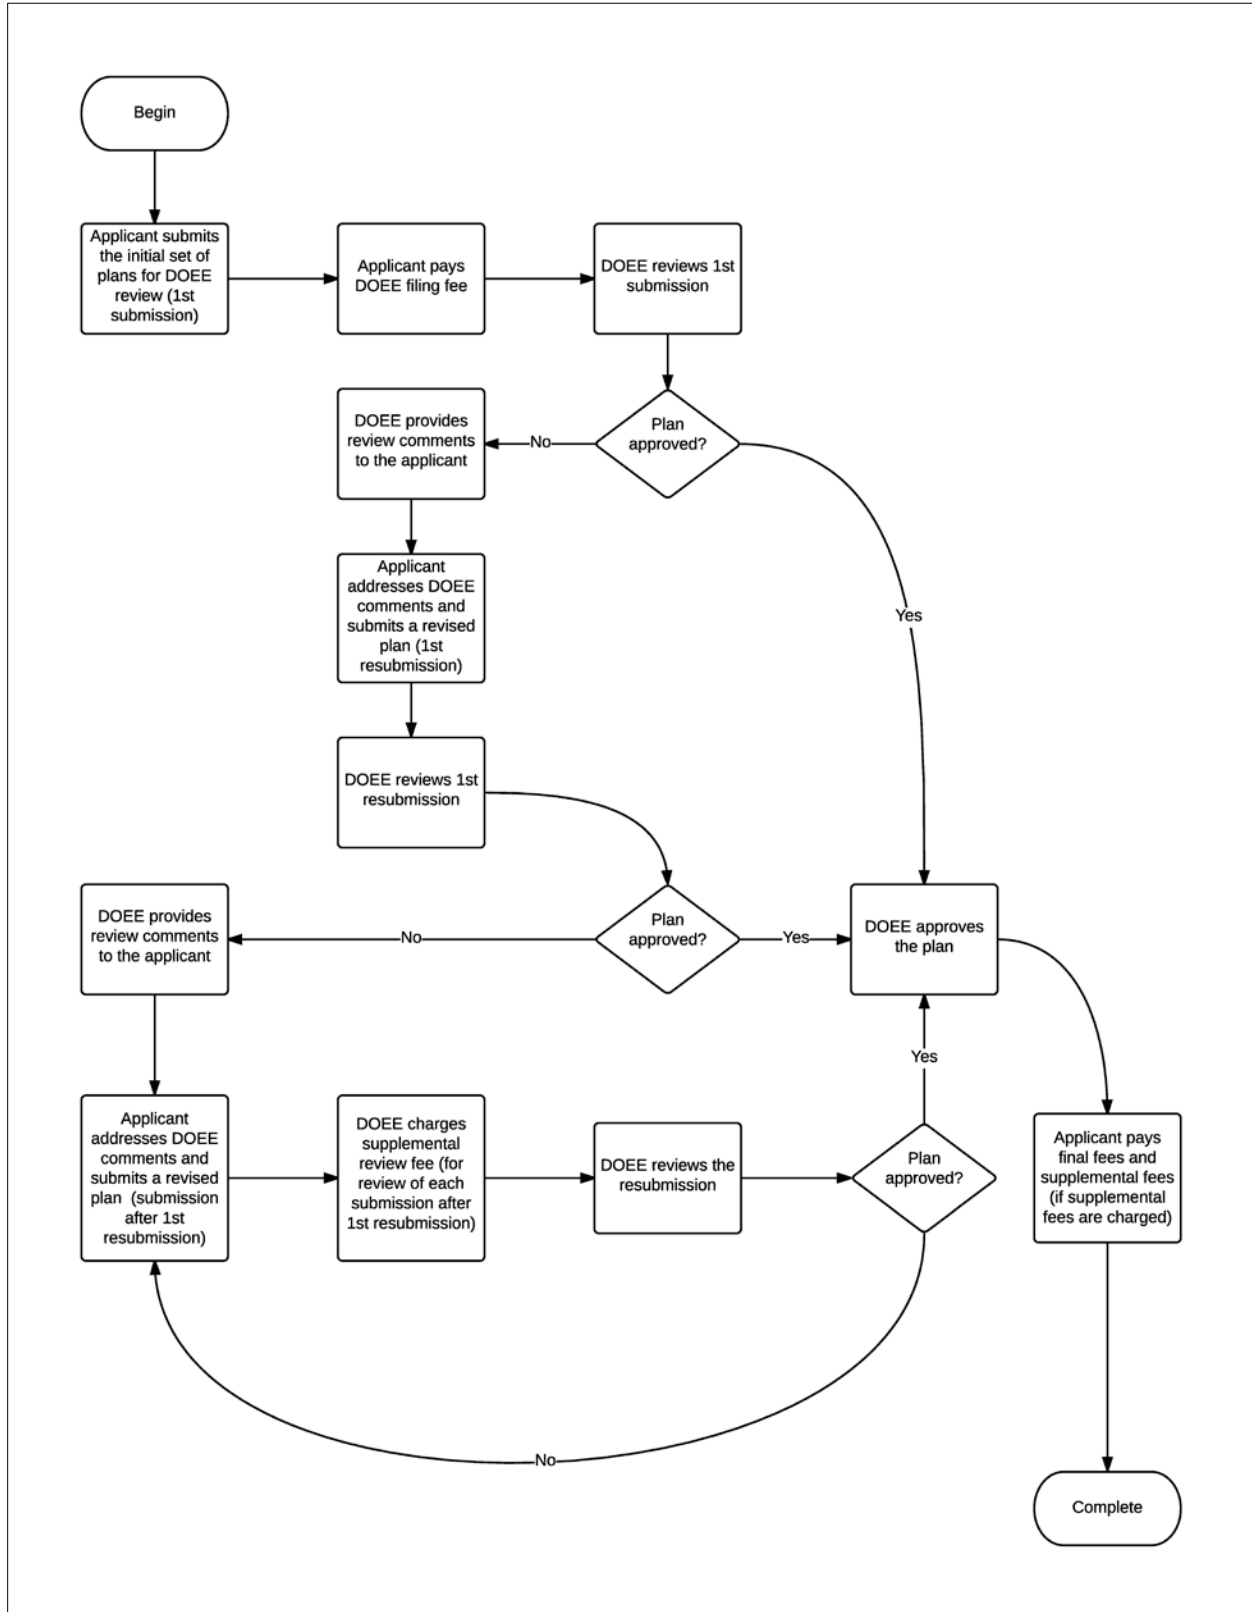 Begin
Applicant submits
the initial set of
plans for DOEE
review (1st
submission)
Applicant pays
DOEE filing fee
DOEE reviews 1st
submission
Plan
approved?
No
DOEE provides
review comments
to the applicant
Yes
Applicant
addresses DOEE
comments and
submits a revised
plan (1st
resubmission)
DOEE reviews 1st
resubmission
Plan
approved?
No
Yes
DOEE provides
review comments
to the applicant
DOEE approves
the plan
Yes
Applicant
addresses DOEE
comments and
submits a revised
plan  (submission
after 1st
resubmission)
DOEE charges
supplemental
review fee (for
review of each
submission after
1st resubmission)
DOEE reviews the
resubmission
Plan
approved?
Applicant pays
final fees and
supplemental fees
(if supplemental
fees are charged)
No
Complete